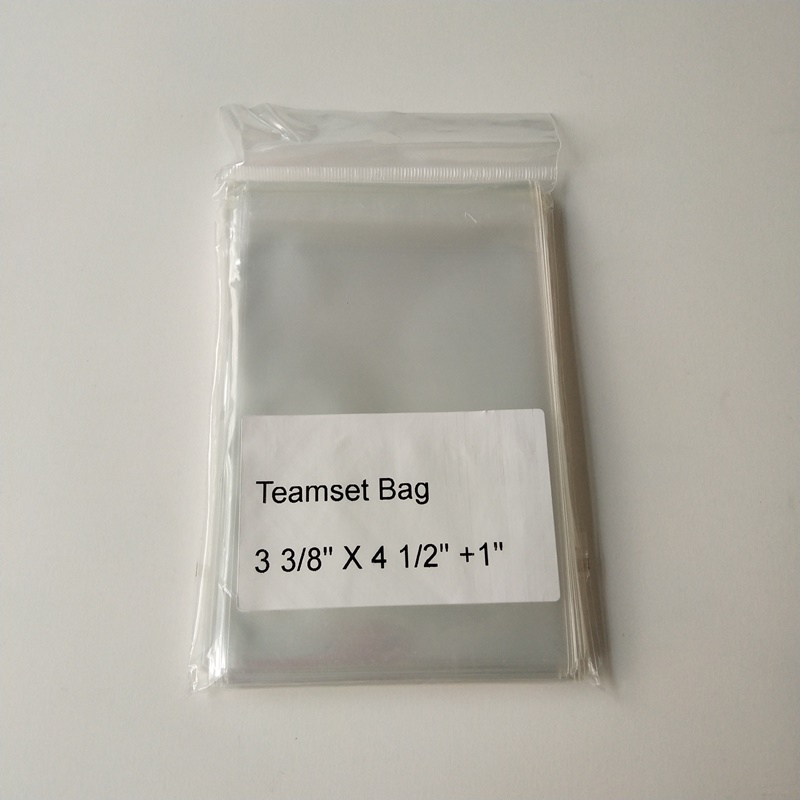 Teamset Bag
3 3/8" X 4 1/2" +1"